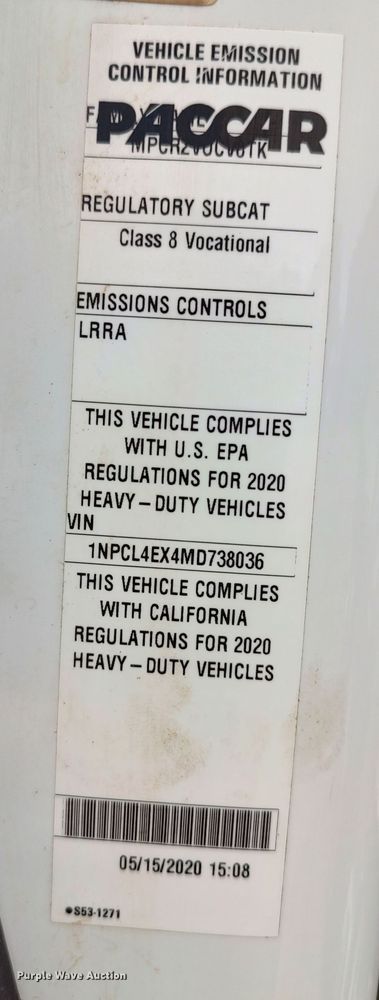 VEHICLE EMISSION
CONTROL INFORMATION
PACCAR
REGULATORY SUBCAT
Class 8 Vocational
EMISSIONS CONTROLS
LRRA
THIS VEHICLE COMPLIES
WITH U.S. EPA
REGULATIONS FOR 2020
HEAVY–DUTY VEHICLES
VIN
1NPCL4EX4MD738036
THIS VEHICLE COMPLIES
WITH CALIFORNIA
REGULATIONS FOR 2020
HEAVY–DUTY VEHICLES
05/15/2020 15:08
S53-1271
Purple Wave Auction